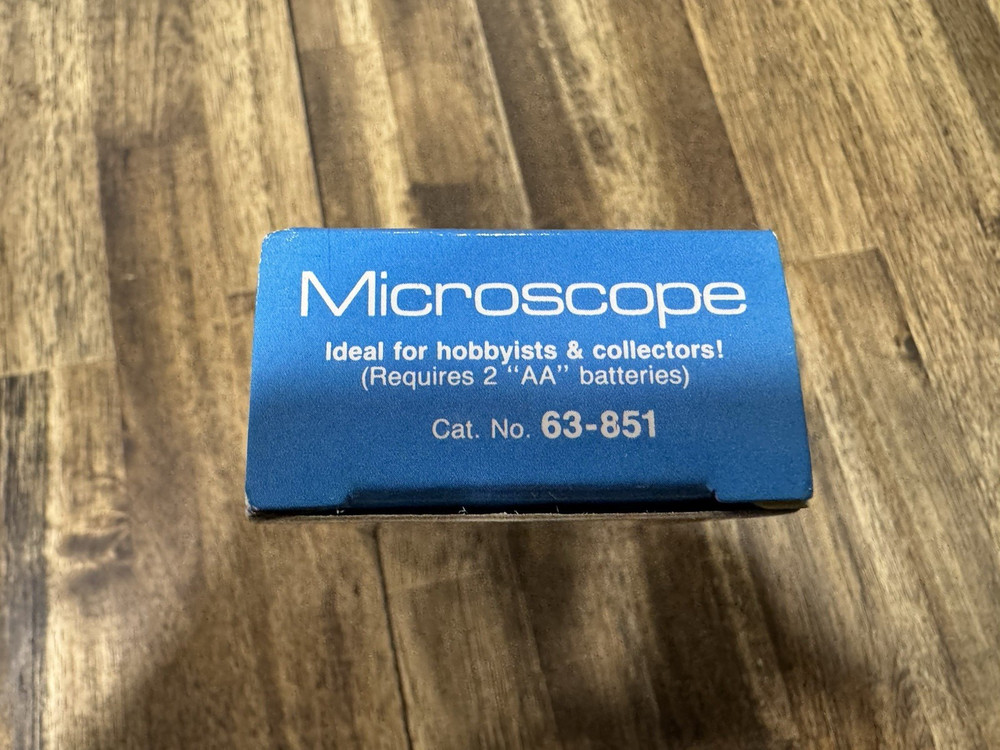 Microscope
Ideal for hobbyists & collectors!
(Requires 2 “AA” batteries)
Cat. No. 63-851